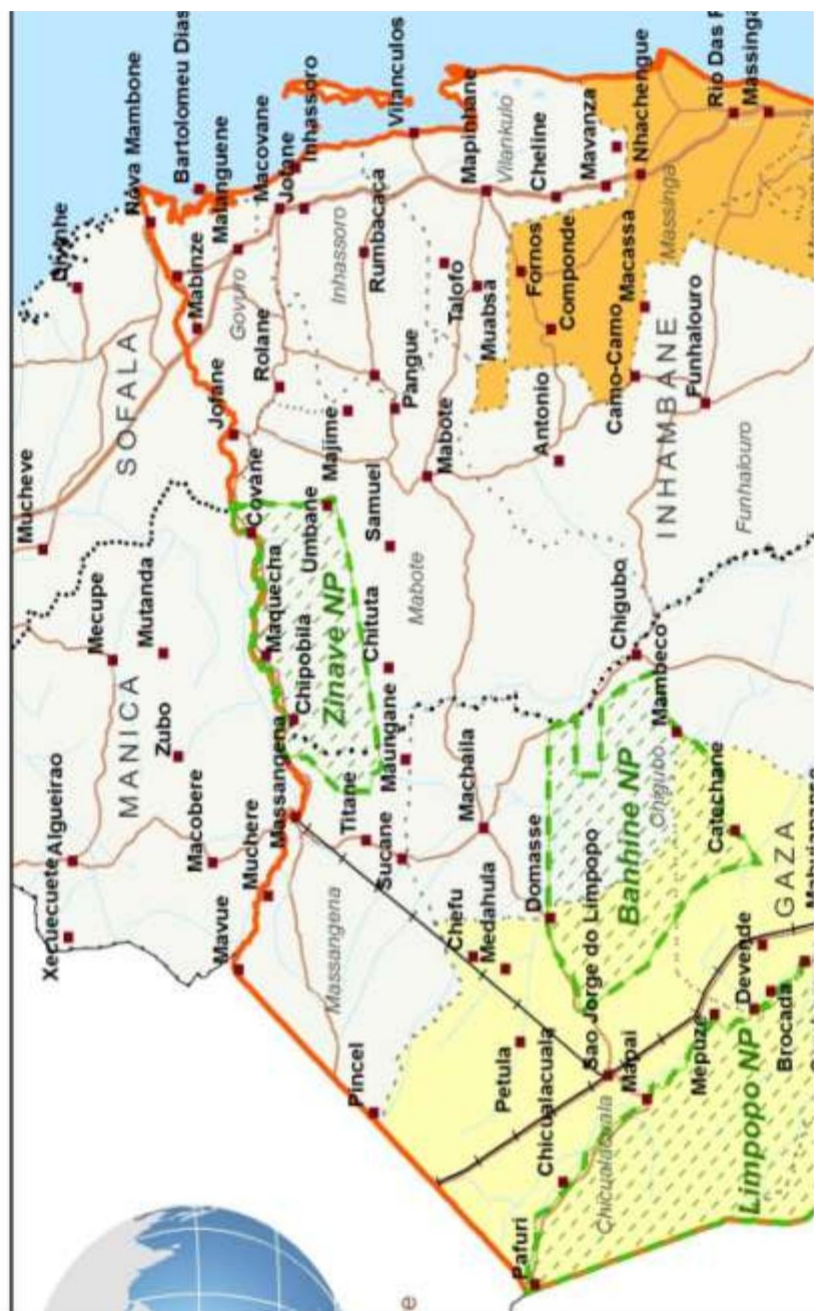 Nova Mambone
Bartolomeu Dias
Malanguene
Macovane
Jofane
Inhassoro
Vilanculos
Mapinhane
Vilankulo
Cheline
Mavanza
Nhachengue
Rio Das
Massinga
Divinhe
Mabinze
Govuro
Inhassoro
Rumbacaça
Talofo
Muabsa
Fornos
Componde
Macassa
Massinga
SOFALA
Jofane
Rolane
Majime
Pangue
Mabote
Antonio
Camo-Camo
INHAMBANE
Funhalouro
Funhalouro
Mucheve
Covane
Umbane
Samuel
Mabote
Mecupe
Mutanda
Maquecha
Chipobila
Zinave NP
Chituta
Chigubo
Mambeco
MANICA
Zubo
Massangena
Maungane
Machaila
Banhine NP
Chigubo
Catechane
Algueirao
Xecuecuete
Macobere
Muchere
Titane
Sucane
Domasse
GAZA
Mavue
Massangena
Chefu
Medahula
Sao Jorge do Limpopo
Devende
Pincel
Petula
Mapai
Mepuze
Brocada
Chicualacuala
Chicualacuala
Limpopo NP
Pafuri
e